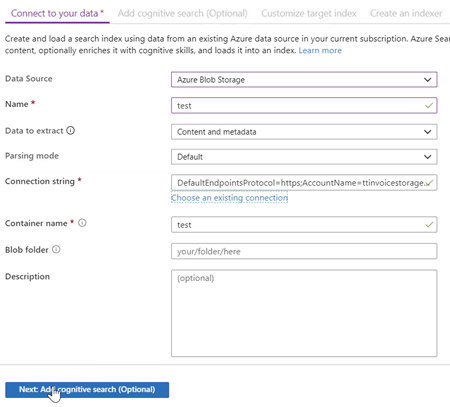 Connect to your data * Add cognitive search (Optional) Customize target index Create an indexer
Create and load a search index using data from an existing Azure data source in your current subscription. Azure Sear
content, optionally enriches it with cognitive skills, and loads it into an index. Learn more
Data Source Azure Blob Storage
Name * test
Data to extract Content and metadata
Parsing mode Default
Connection string * DefaultEndpointsProtocol=https;AccountName=ttinvoicestorage...
Choose an existing connection
Container name * test
Blob folder your/folder/here
Description (optional)
Next: Add cognitive search (Optional)